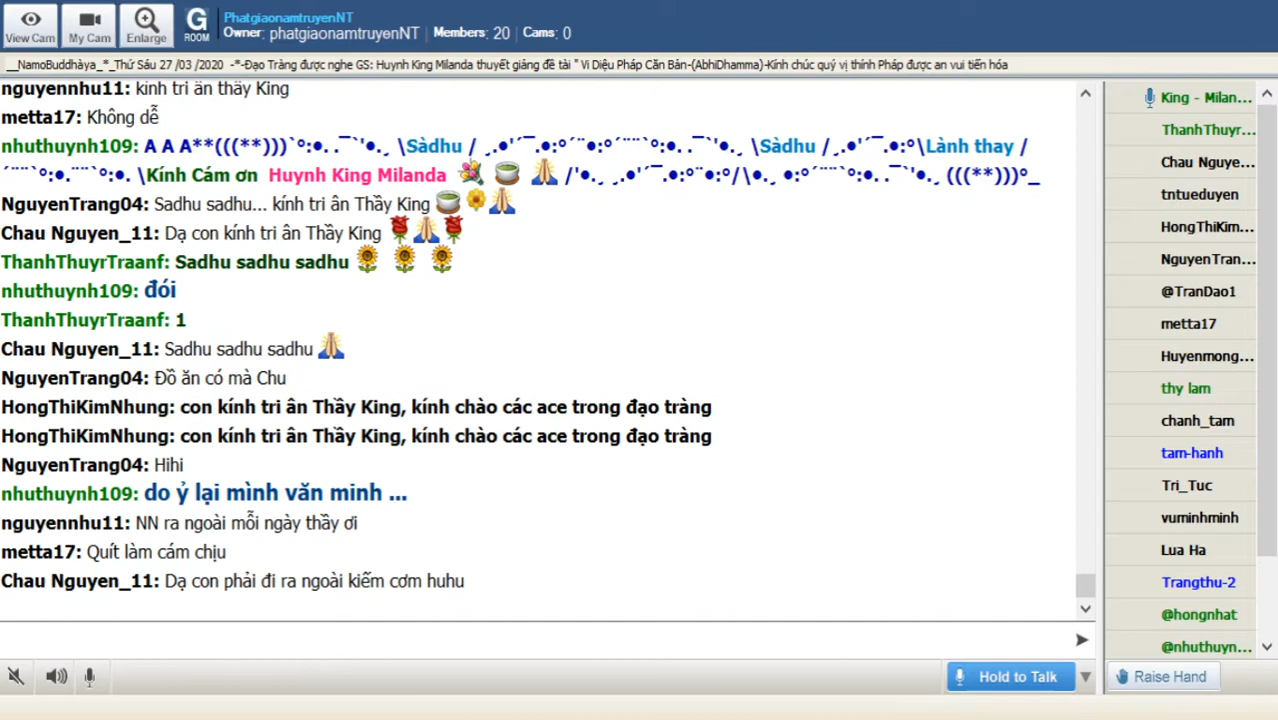 View Cam
My Cam
Enlarge
G ROOM
PhatgiaonamtruyenNT
Owner: phatgiaonamtruyenNT | Members: 20 | Cams: 0
__NamoBuddhàya_*_Thứ Sáu 27 /03 /2020 -*-Đạo Tràng được nghe GS: Huynh King Milanda thuyết giảng đề tài " Vi Diệu Pháp Căn Bản-(AbhiDhamma)-Kính chúc quý vị thính Pháp được an vui tiến hóa
nguyennhu11: kinh tri ân thầy King
metta17: Không dễ
nhuthuynh109: A A A**(((**)))`°:•. .¯`'•.¸ \Sàdhu / ¸.•'´¯.•:°•:°´¨•:°´¨¨`°:•. .¯`'•.¸ \Sàdhu /¸.•'´¯.•:°\Lành thay /
´¨¨`°:•.¨¨`°:•. \Kính Cám ơn Huynh King Milanda /'•.¸ ¸.•'´¯.•:°¨•:°/\•.¸ •:°´¨¨`°:•. .¯`'•.¸ (((**)))°_
NguyenTrang04: Sadhu sadhu... kính tri ân Thầy King
Chau Nguyen_11: Dạ con kính tri ân Thầy King
ThanhThuyrTraanf: Sadhu sadhu sadhu
nhuthuynh109: đói
ThanhThuyrTraanf: 1
Chau Nguyen_11: Sadhu sadhu sadhu
NguyenTrang04: Đồ ăn có mà Chu
HongThiKimNhung: con kính tri ân Thầy King, kính chào các ace trong đạo tràng
HongThiKimNhung: con kính tri ân Thầy King, kính chào các ace trong đạo tràng
NguyenTrang04: Hihi
nhuthuynh109: do ỷ lại mình văn minh ...
nguyennhu11: NN ra ngoài mỗi ngày thầy ơi
metta17: Quít làm cám chịu
Chau Nguyen_11: Dạ con phải đi ra ngoài kiếm cơm huhu
King - Milan...
ThanhThuyr...
Chau Nguye...
tntueduyen
HongThiKim...
NguyenTran...
@TranDao1
metta17
Huyenmong...
thy lam
chanh_tam
tam-hanh
Tri_Tuc
vuminhminh
Lua Ha
Trangthu-2
@hongnhat
@nhuthuyn...
Hold to Talk
Raise Hand